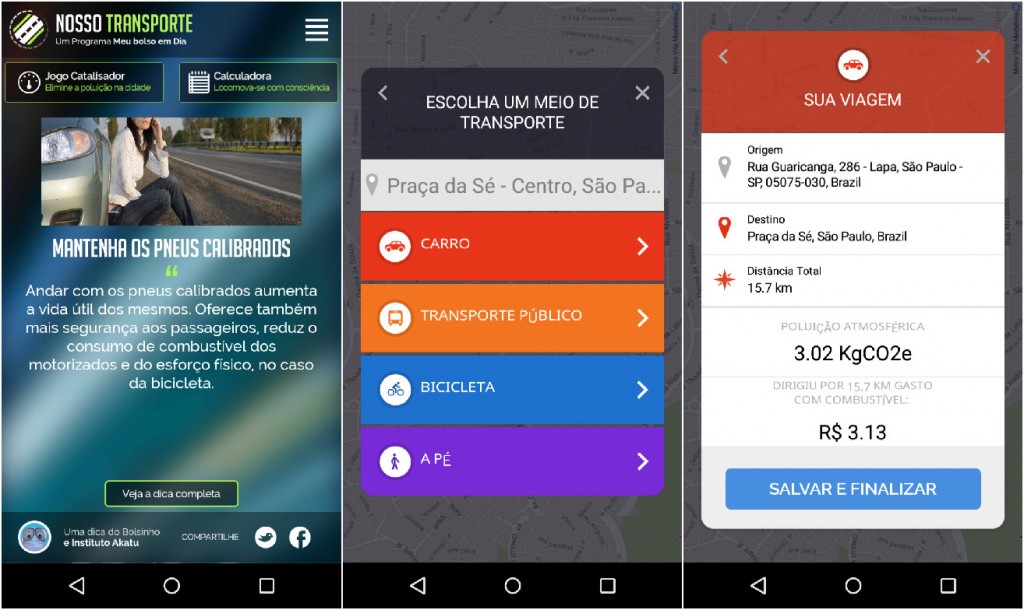 NOSSO TRANSPORTE
Um Programa Meu bolso em Dia
Jogo Catalisador
Elimine a poluição na cidade
Calculadora
Locomova-se com consciência
MANTENHA OS PNEUS CALIBRADOS
“
Andar com os pneus calibrados aumenta
a vida útil dos mesmos. Oferece também
mais segurança aos passageiros, reduz o
consumo de combustível dos
motorizados e do esforço físico, no caso
da bicicleta.
Veja a dica completa
Uma dica do Bolsinho
e Instituto Akatu
COMPARTILHE
ESCOLHA UM MEIO DE
TRANSPORTE
Praça da Sé - Centro, São Pa...
CARRO
TRANSPORTE PÚBLICO
BICICLETA
A PÉ
SUA VIAGEM
Origem
Rua Guaricanga, 286 - Lapa, São Paulo -
SP, 05075-030, Brazil
Destino
Praça da Sé, São Paulo, Brazil
Distância Total
15.7 km
POLUIÇÃO ATMOSFÉRICA
3.02 KgCO2e
DIRIGIU POR 15,7 KM GASTO
COM COMBUSTÍVEL:
R$ 3.13
SALVAR E FINALIZAR